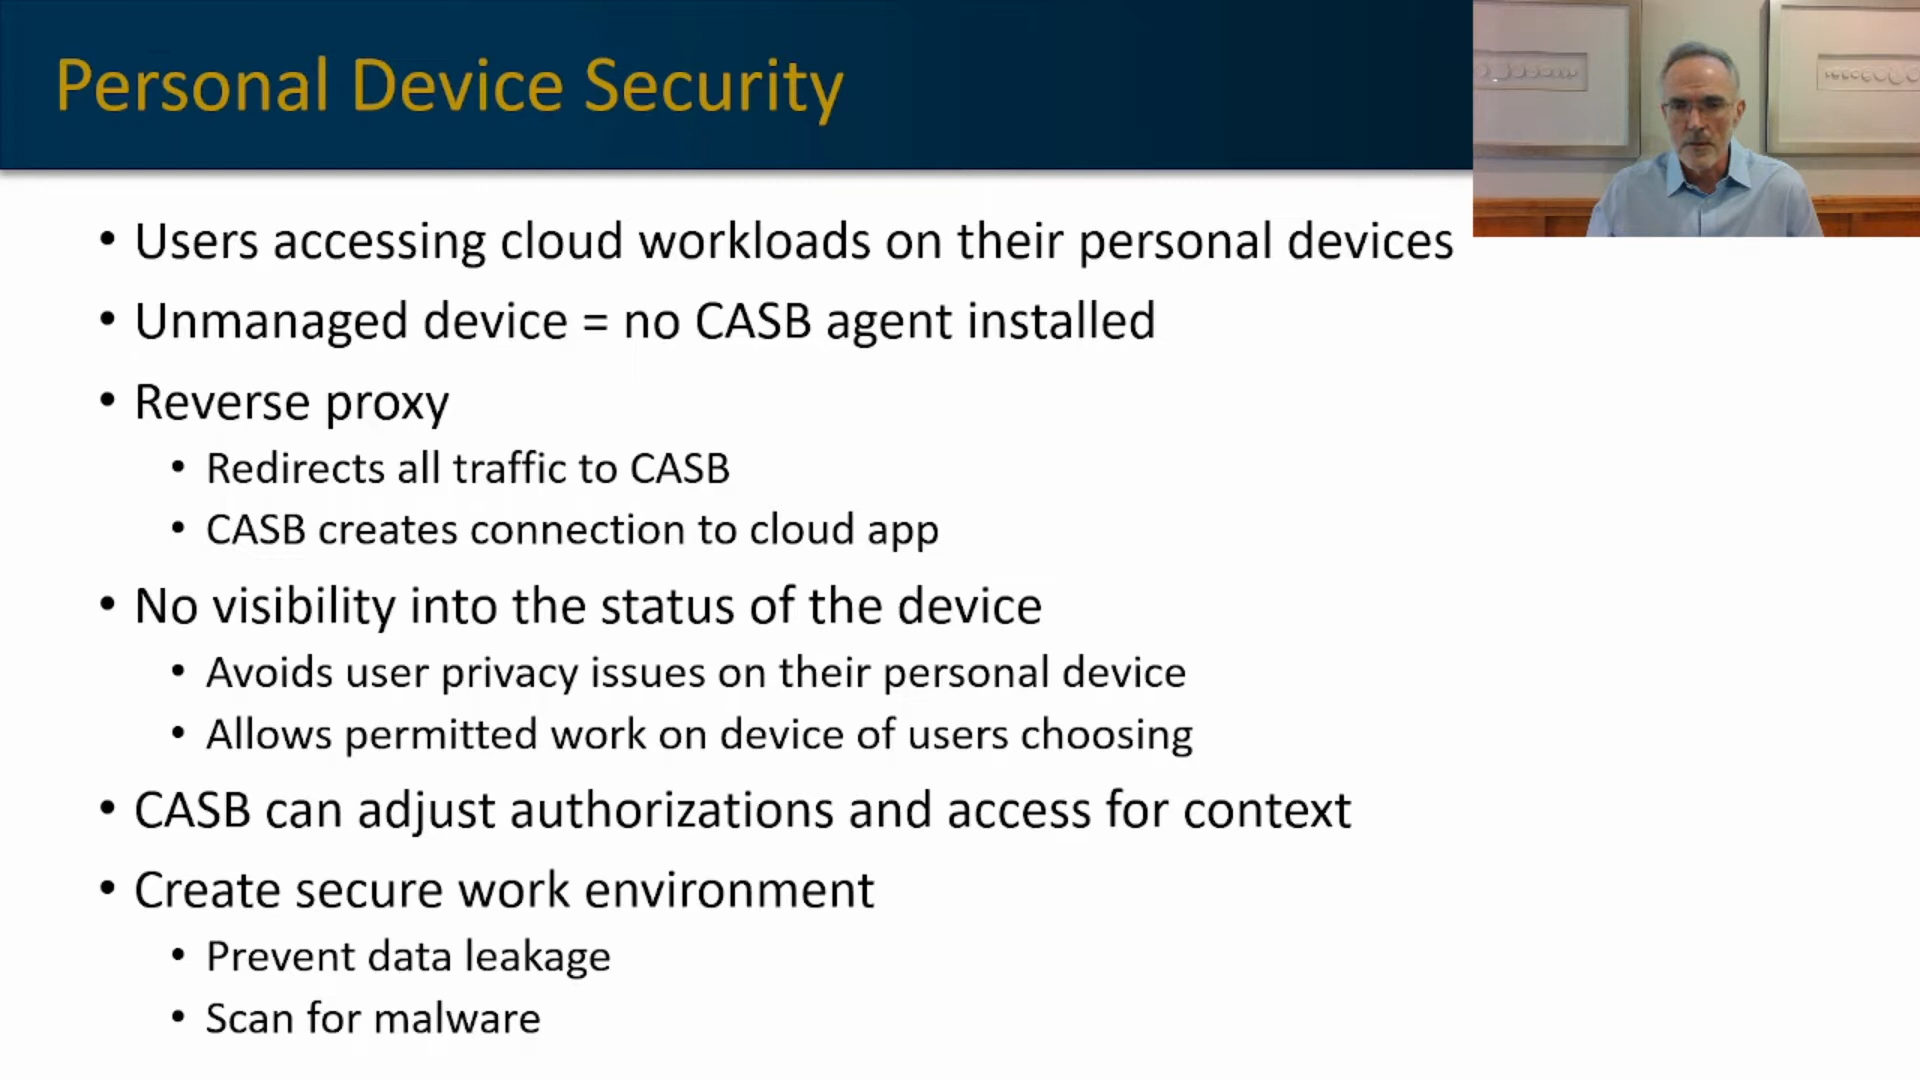 Personal Device Security
• Users accessing cloud workloads on their personal devices
• Unmanaged device = no CASB agent installed
• Reverse proxy
• Redirects all traffic to CASB
• CASB creates connection to cloud app
• No visibility into the status of the device
• Avoids user privacy issues on their personal device
• Allows permitted work on device of users choosing
• CASB can adjust authorizations and access for context
• Create secure work environment
• Prevent data leakage
• Scan for malware